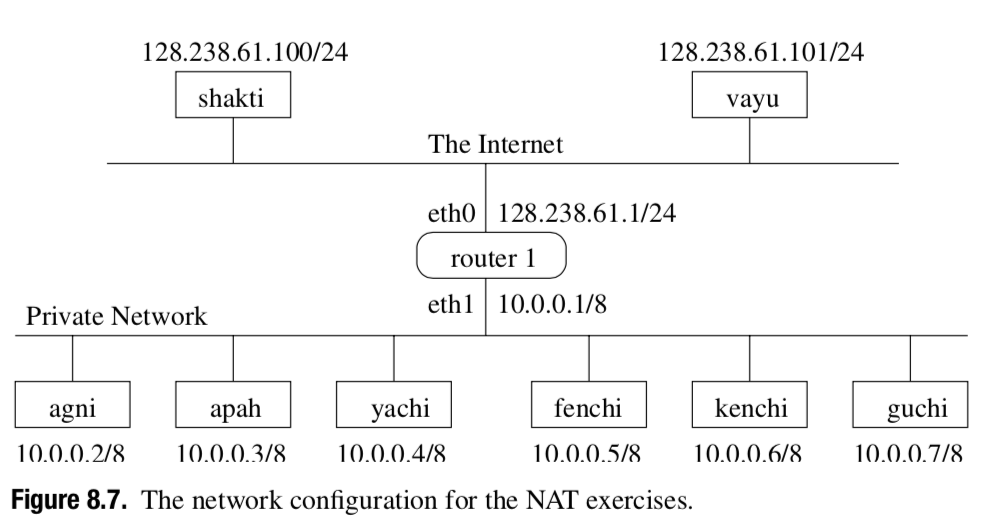 128.238.61.100/24 128.238.61.101/24
shakti vayu
The Internet
eth0 128.238.61.1/24
router 1
eth1 10.0.0.1/8
Private Network
agni apah yachi fenchi kenchi guchi
10.0.0.2/8 10.0.0.3/8 10.0.0.4/8 10.0.0.5/8 10.0.0.6/8 10.0.0.7/8
Figure 8.7. The network configuration for the NAT exercises.